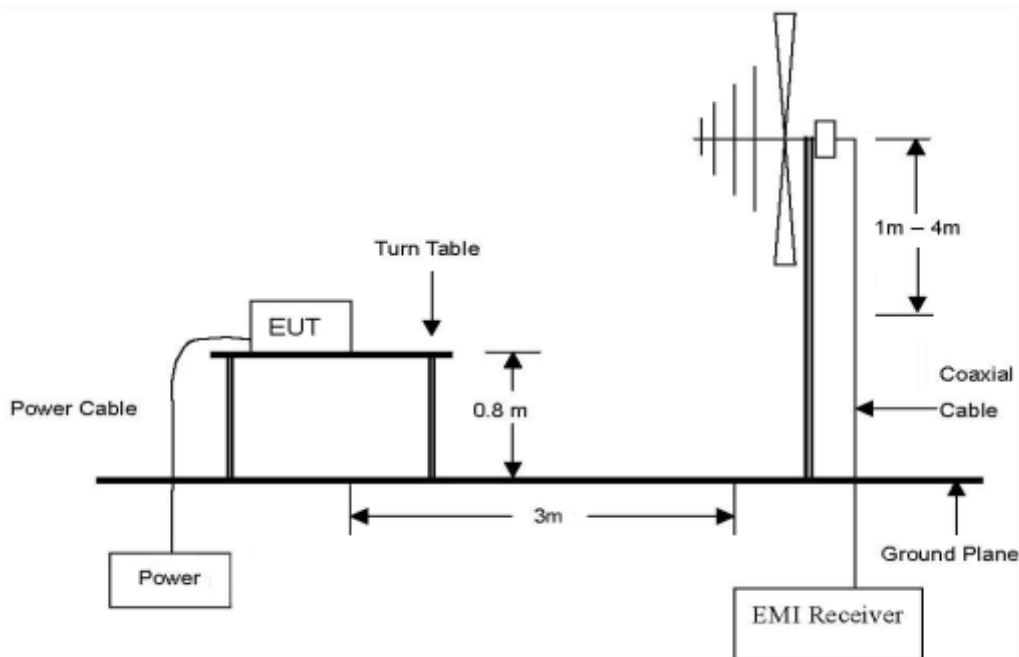 1m – 4m
Turn Table
EUT
Coaxial
Cable
Power Cable
0.8 m
3m
Ground Plane
Power
EMI Receiver